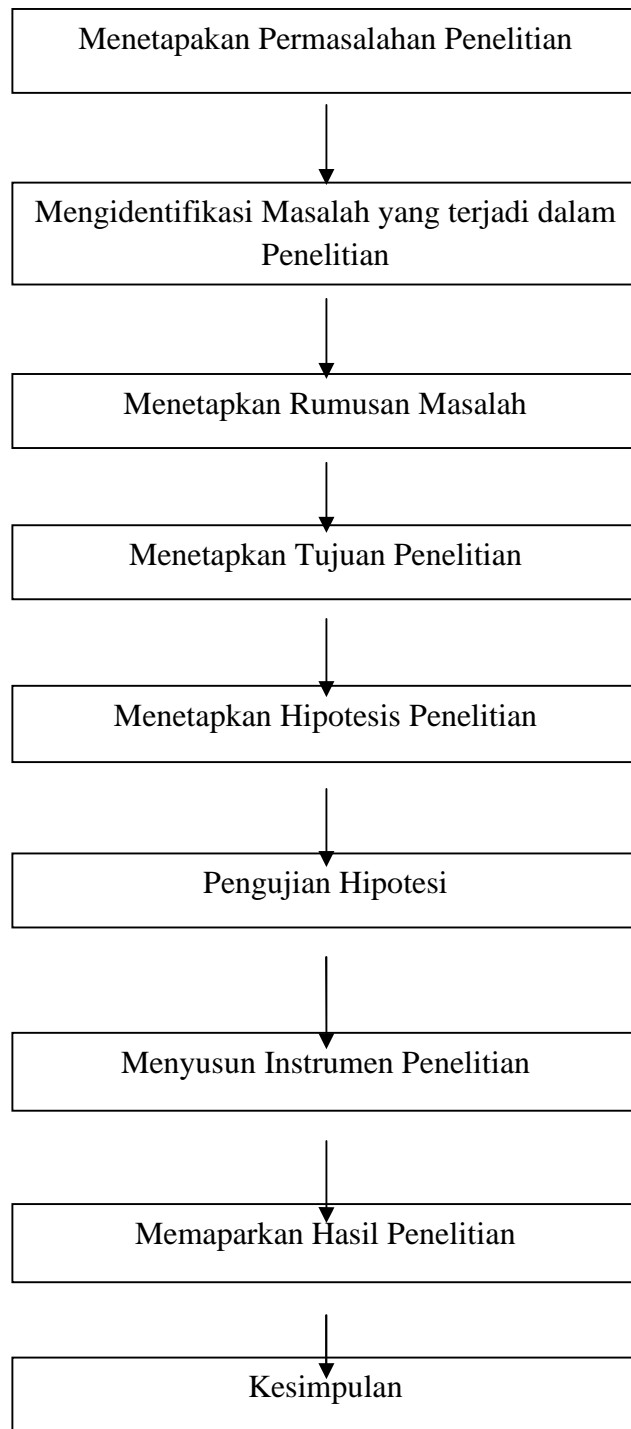 Menetapakan Permasalahan Penelitian
Mengidentifikasi Masalah yang terjadi dalam
Penelitian
Menetapkan Rumusan Masalah
Menetapkan Tujuan Penelitian
Menetapkan Hipotesis Penelitian
Pengujian Hipotesi
Menyusun Instrumen Penelitian
Memaparkan Hasil Penelitian
Kesimpulan